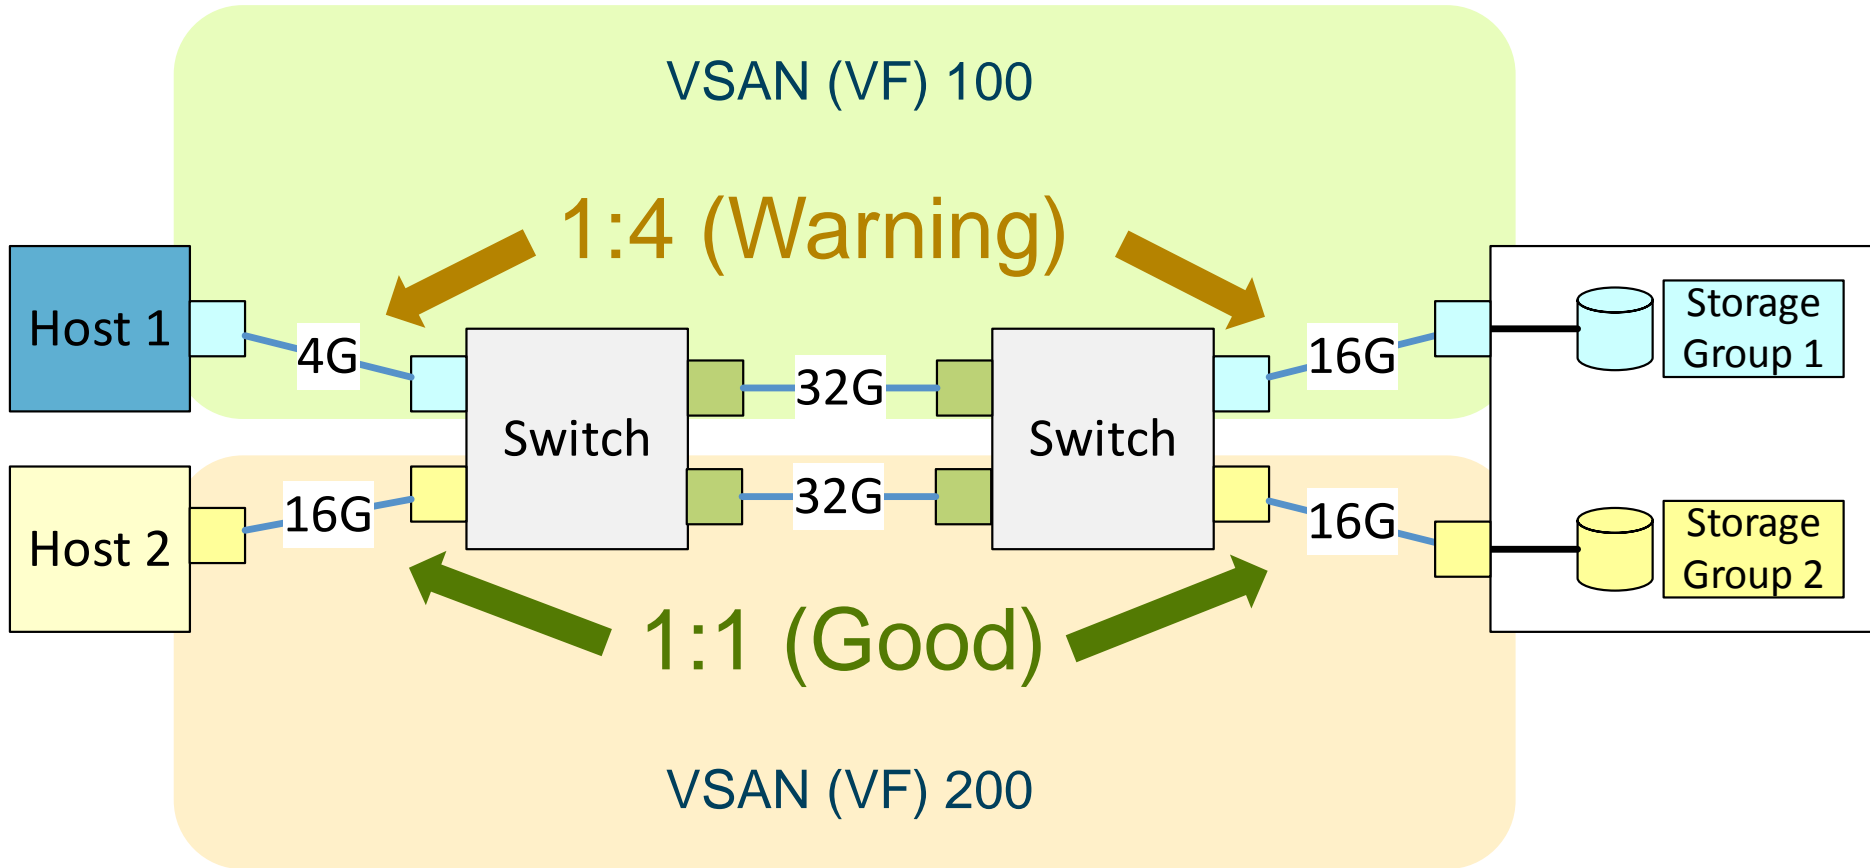 VSAN (VF) 100
1:4 (Warning)
Host 1
4G
Switch
32G
Switch
16G
Storage
Group 1
Host 2
16G
32G
16G
Storage
Group 2
1:1 (Good)
VSAN (VF) 200